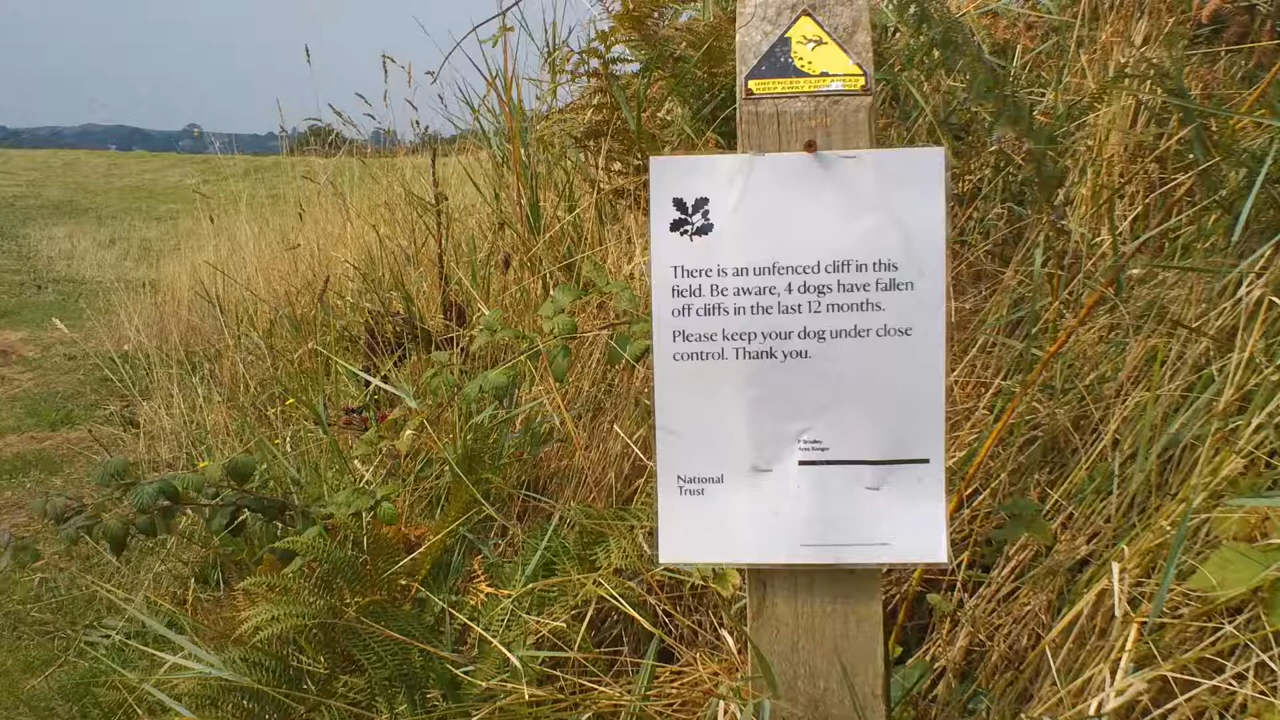 UNFENCED CLIFF AHEAD
KEEP AWAY FROM EDGE
There is an unfenced cliff in this
field. Be aware, 4 dogs have fallen
off cliffs in the last 12 months.
Please keep your dog under close
control. Thank you.
P Bradley
Area Ranger
National
Trust